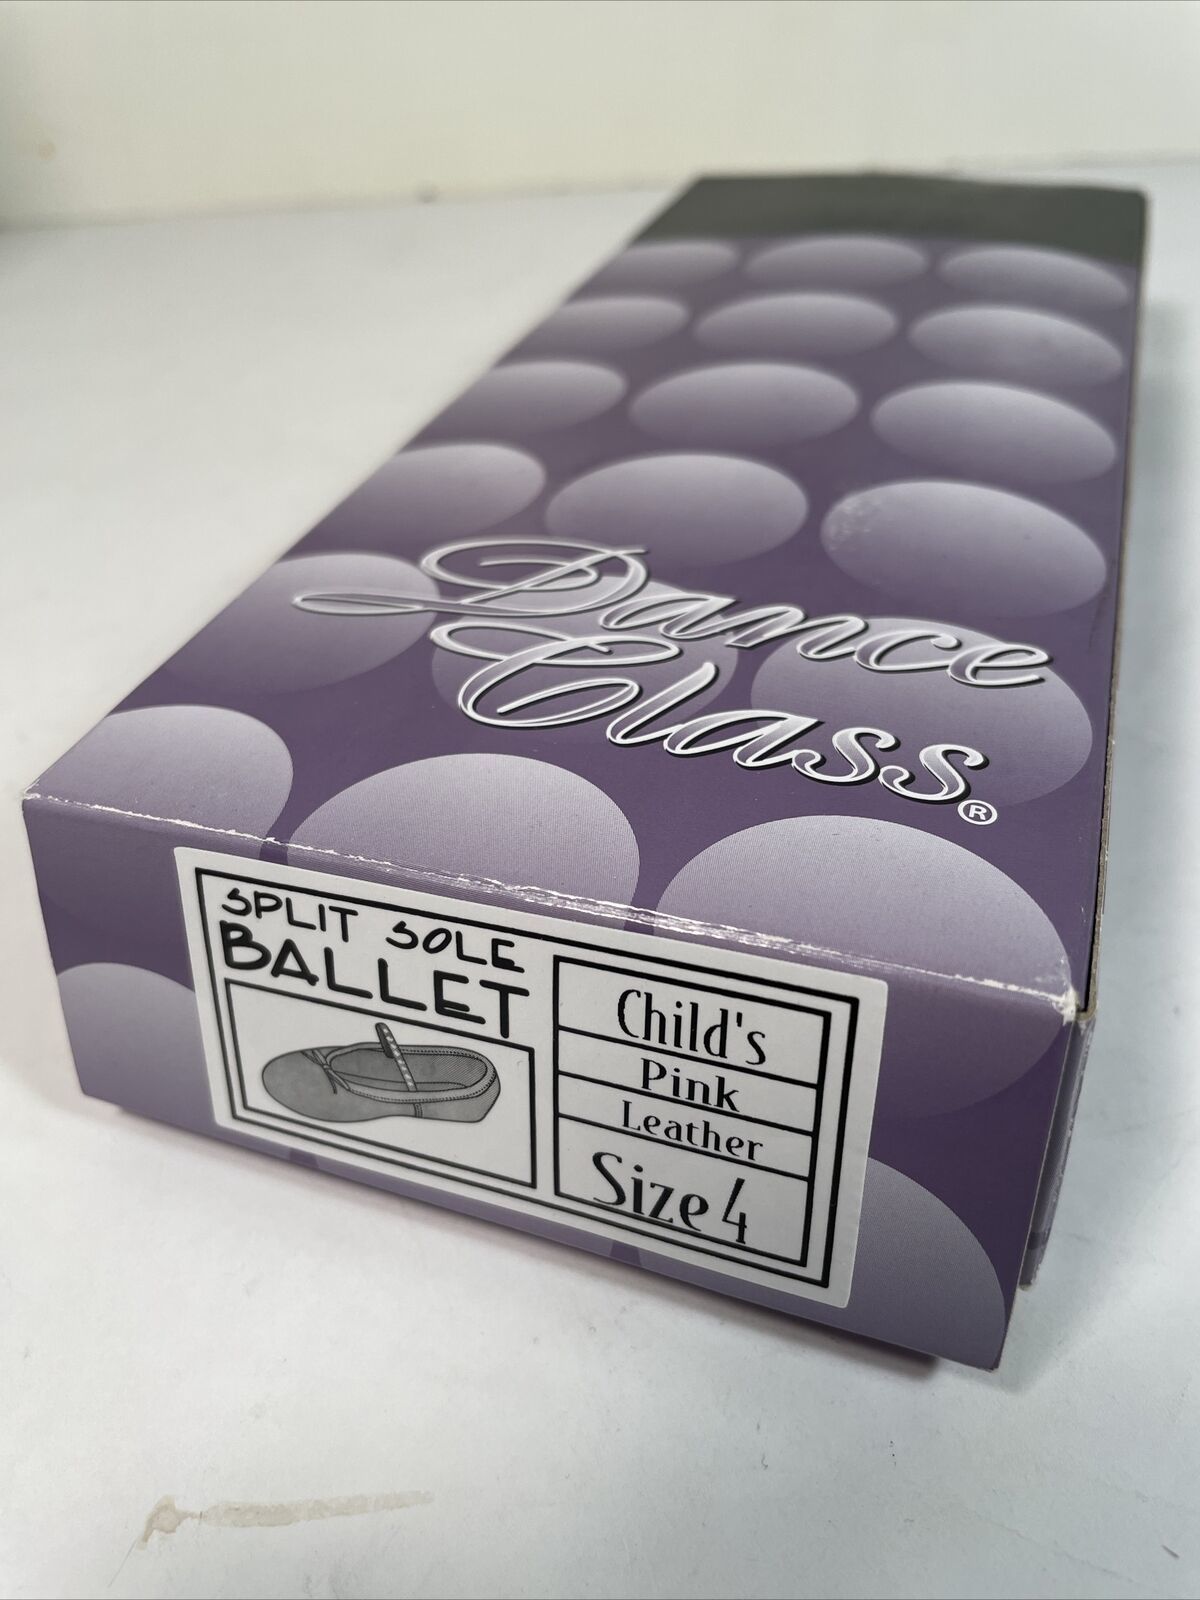 Dance
Class®
SPLIT SOLE
BALLET
Child's
Pink
Leather
Size 4